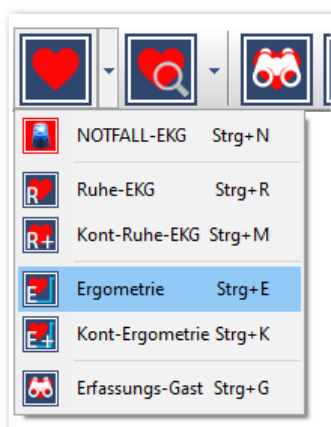 NOTFALL-EKG Strg+N
R Ruhe-EKG Strg+R
R+ Kont-Ruhe-EKG Strg+M
E Ergometrie Strg+E
E+ Kont-Ergometrie Strg+K
Erfassungs-Gast Strg+G